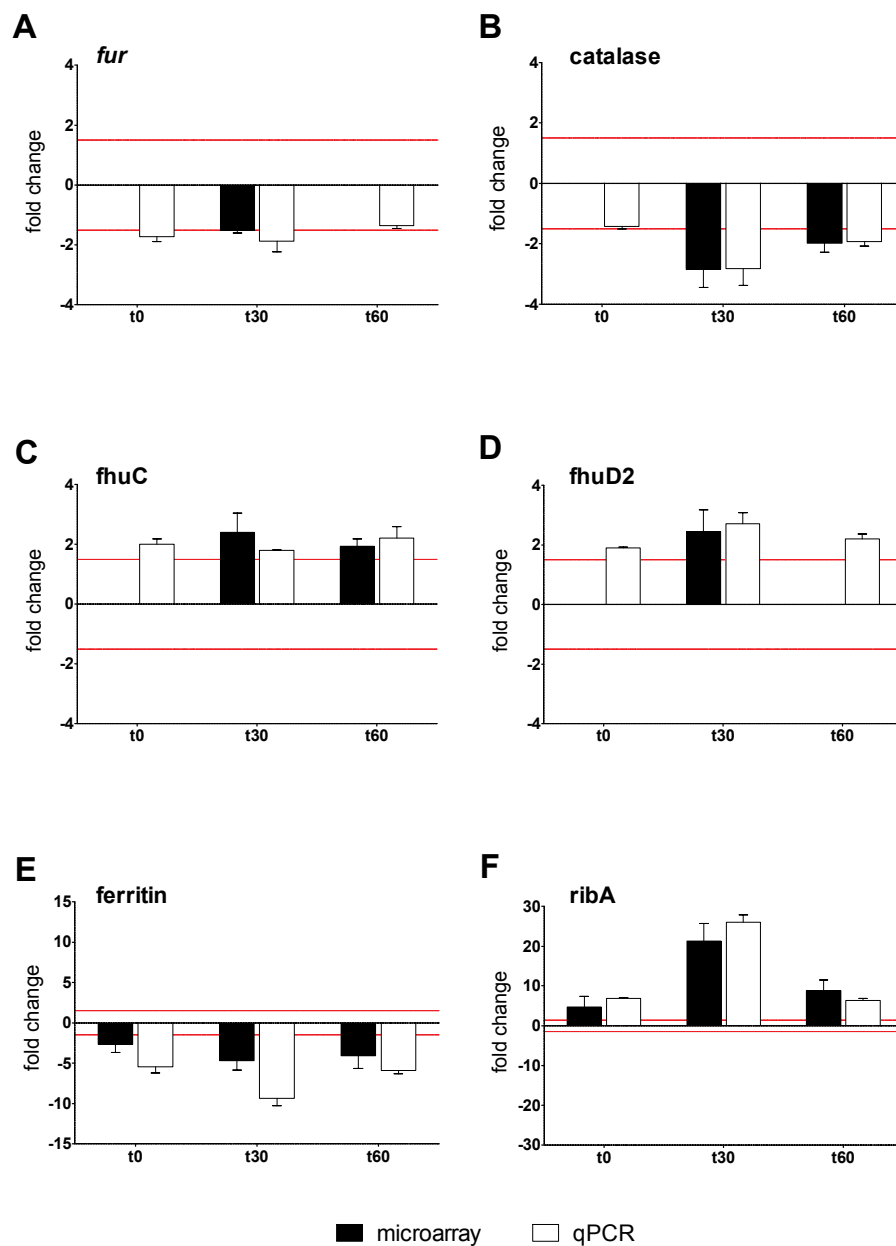 A
fur
fold change
4
2
0
-2
-4
t0 t30 t60
B
catalase
fold change
4
2
0
-2
-4
t0 t30 t60
C
fhuC
fold change
4
2
0
-2
-4
t0 t30 t60
D
fhuD2
fold change
4
2
0
-2
-4
t0 t30 t60
E
ferritin
fold change
15
10
5
0
-5
-10
-15
t0 t30 t60
F
ribA
fold change
30
20
10
0
-10
-20
-30
t0 t30 t60
microarray qPCR